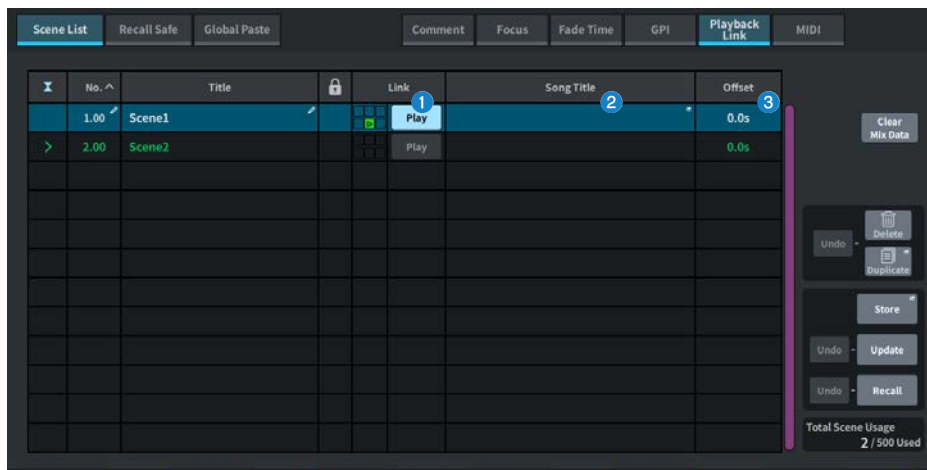 Scene List
Recall Safe
Global Paste
Comment
Focus
Fade Time
GPI
Playback
Link
MIDI
No.
Title
Link
Song Title
Offset
1
2
3
1.00
Scene1
Play
0.0s
2.00
Scene2
Play
0.0s
Clear
Mix Data
Undo
Delete
Duplicate
Store
Undo
Update
Undo
Recall
Total Scene Usage
2 / 500 Used